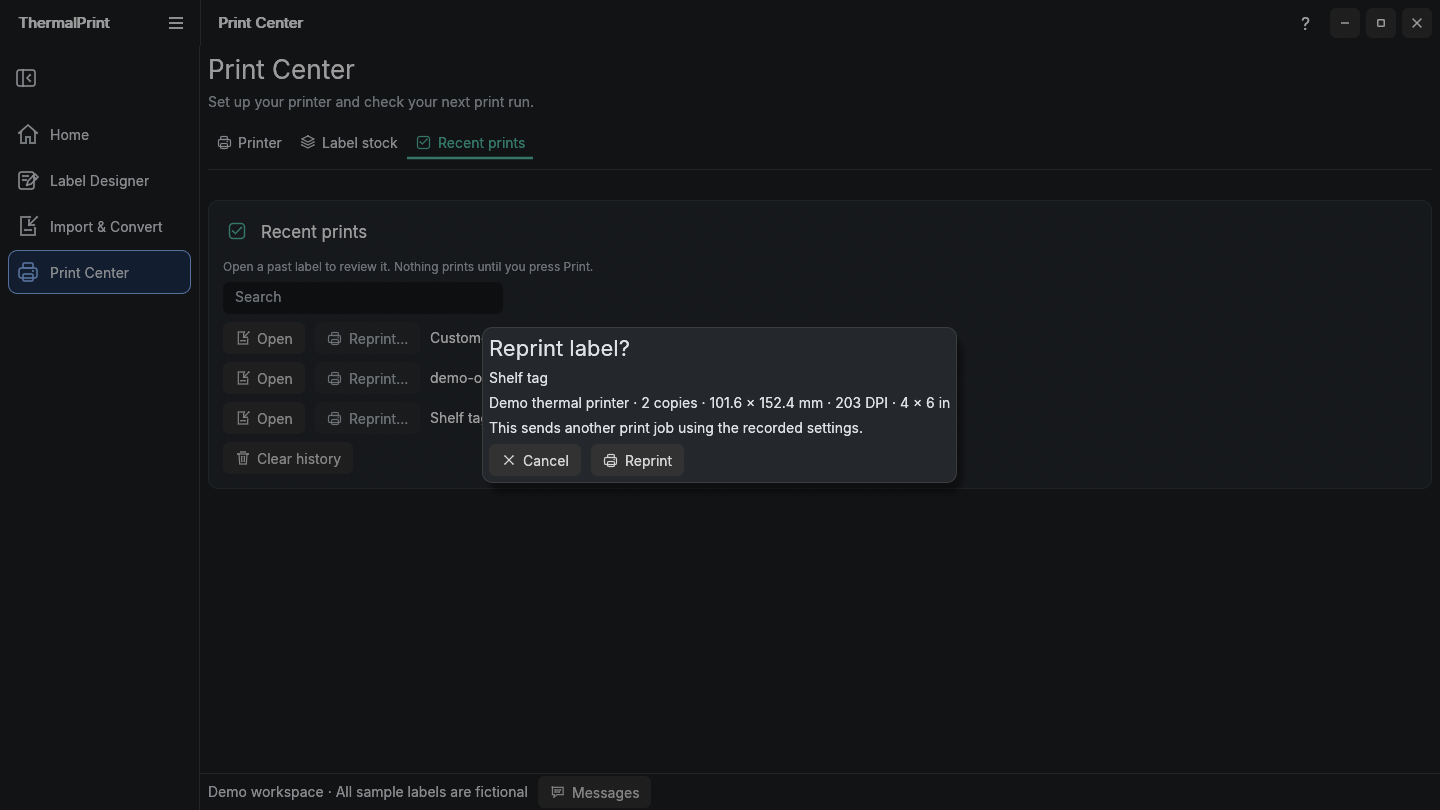 ThermalPrint
Print Center
?
Print Center
Set up your printer and check your next print run.
Home
Label Designer
Import & Convert
Print Center
Printer
Label stock
Recent prints
Recent prints
Open a past label to review it. Nothing prints until you press Print.
Search
Open Reprint...
Open Reprint... demo-o
Open Reprint... Shelf
Clear history
Reprint label?
Shelf tag
Demo thermal printer · 2 copies · 101.6 × 152.4 mm · 203 DPI · 4 × 6 in
This sends another print job using the recorded settings.
Cancel Reprint
Demo workspace · All sample labels are fictional
Messages